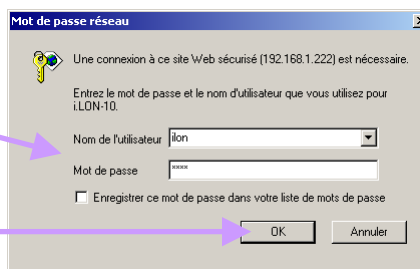 Mot de passe réseau
Une connexion à ce site Web sécurisé (192.168.1.222) est nécessaire.
Entrez le mot de passe et le nom d'utilisateur que vous utilisez pour
i.LON-10.
Nom de l'utilisateur ilon
Mot de passe ****
Enregistrer ce mot de passe dans votre liste de mots de passe
OK Annuler